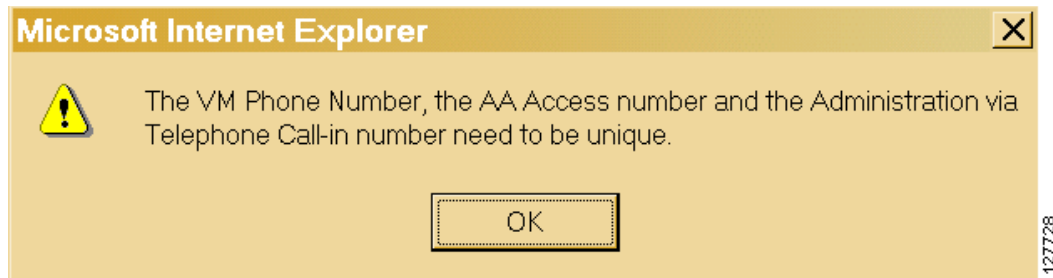 Microsoft Internet Explorer
The VM Phone Number, the AA Access number and the Administration via
Telephone Call-in number need to be unique.
OK
127728